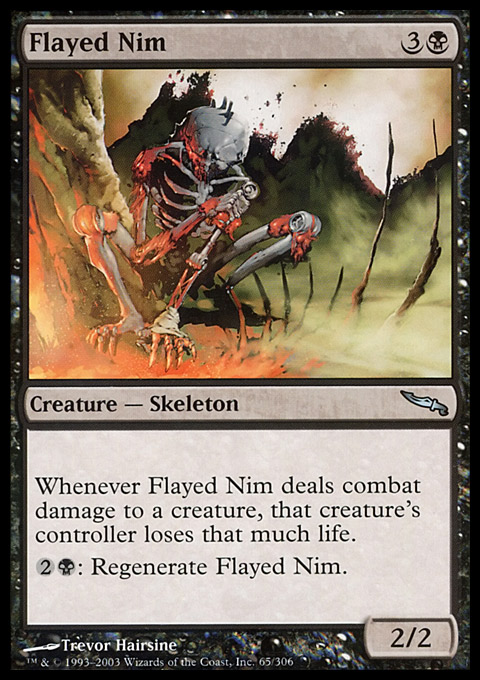 Flayed Nim 3
Creature — Skeleton
Whenever Flayed Nim deals combat
damage to a creature, that creature's
controller loses that much life.
2: Regenerate Flayed Nim.
Trevor Hairsine
2/2
™ & © 1993–2003 Wizards of the Coast, Inc. 65/306